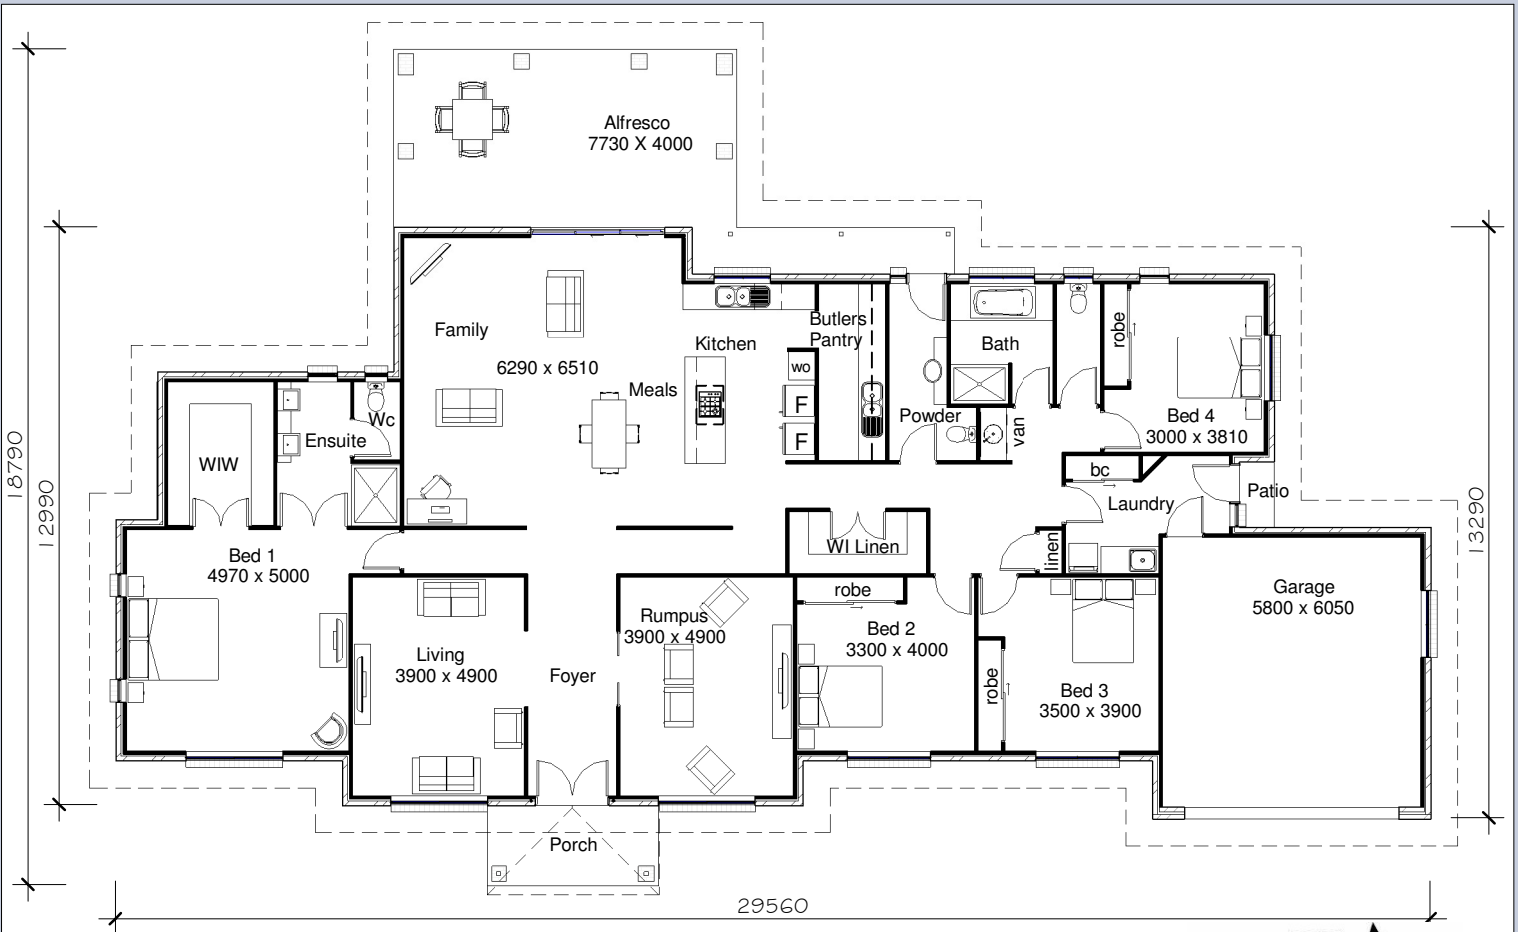 Alfresco
7730 X 4000
Family
6290 x 6510
Meals
Kitchen
Butlers
Pantry
wo
F
F
Powder
Bath
van
robe
Bed 4
3000 x 3810
Wc
Ensuite
WIW
bc
Laundry
Patio
linen
WI Linen
Bed 1
4970 x 5000
Living
3900 x 4900
Foyer
Rumpus
3900 x 4900
robe
Bed 2
3300 x 4000
robe
Bed 3
3500 x 3900
Garage
5800 x 6050
Porch
18790
12990
13290
29560